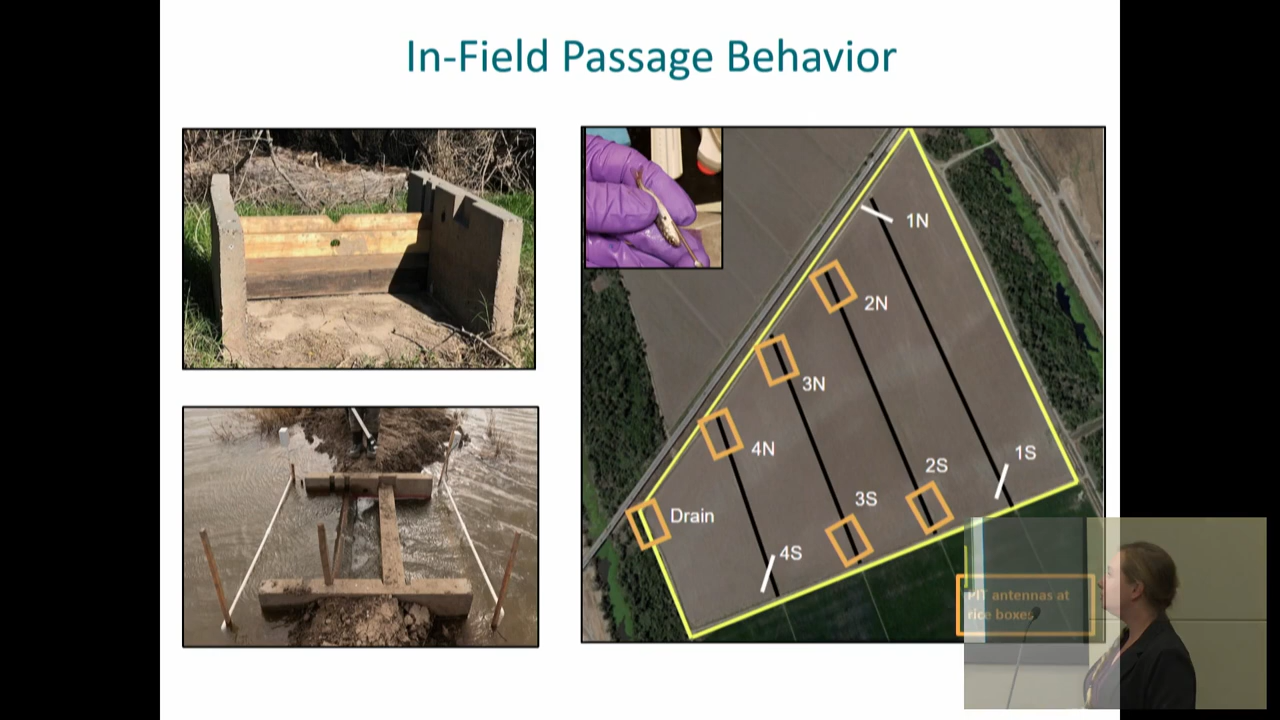 In-Field Passage Behavior
1N
2N
3N
4N
1S
2S
3S
Drain
4S
PIT antennas at
rice boxes